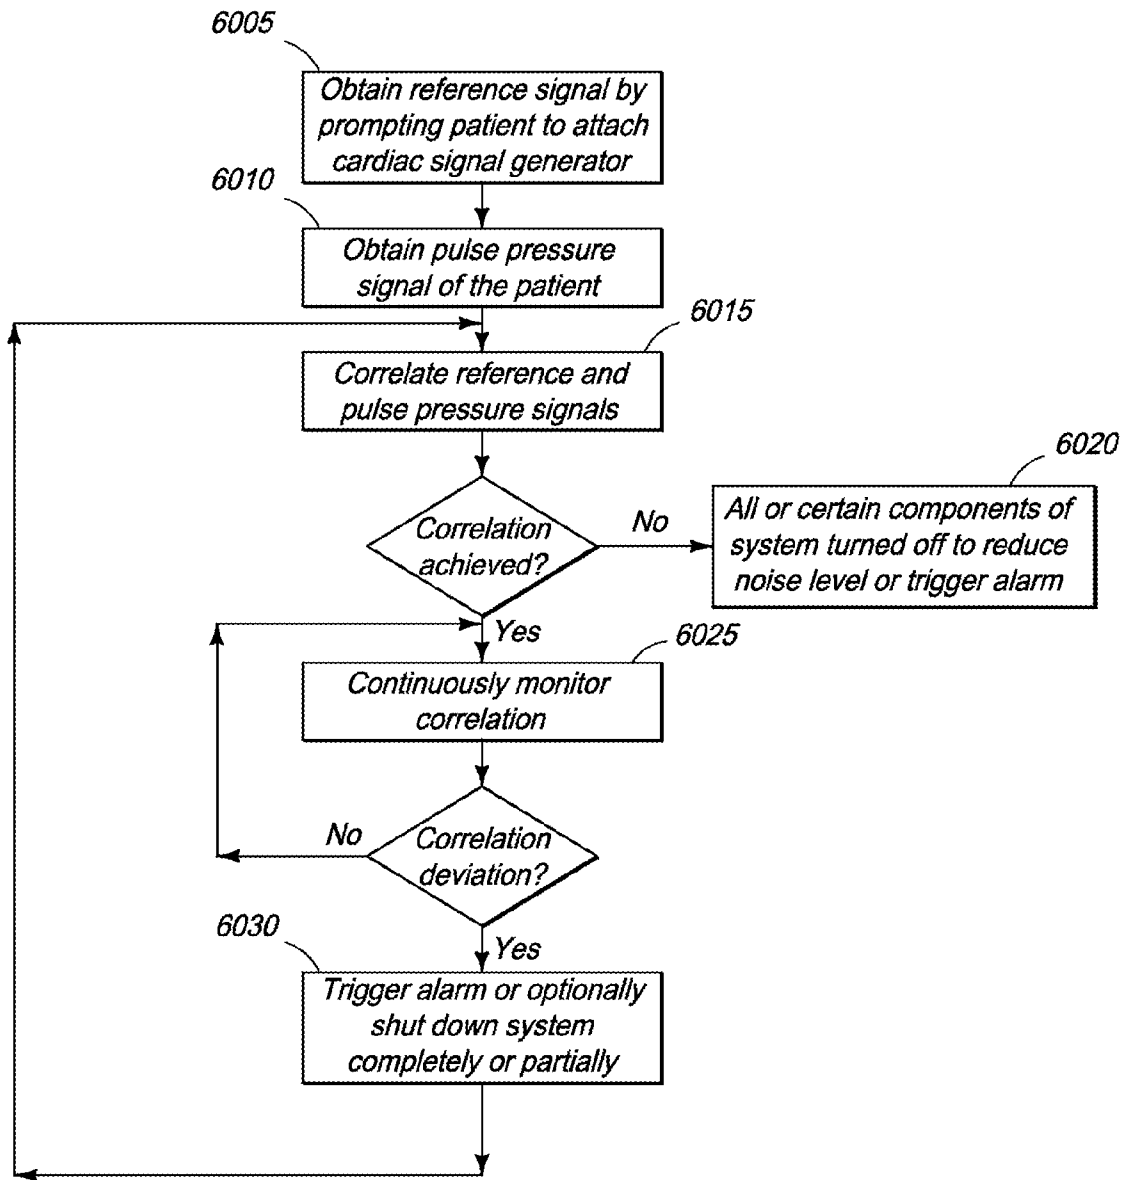 6005
Obtain reference signal by
prompting patient to attach
cardiac signal generator
6010
Obtain pulse pressure
signal of the patient
6015
Correlate reference and
pulse pressure signals
6020
Correlation
achieved?
No
All or certain components of
system turned off to reduce
noise level or trigger alarm
Yes
6025
Continuously monitor
correlation
No
Correlation
deviation?
6030
Yes
Trigger alarm or optionally
shut down system
completely or partially